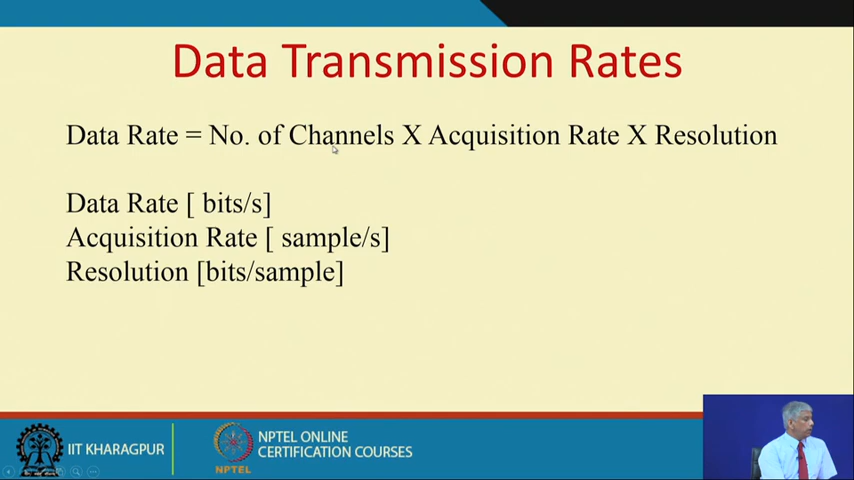 Data Transmission Rates
Data Rate = No. of Channels X Acquisition Rate X Resolution
Data Rate [ bits/s]
Acquisition Rate [ sample/s]
Resolution [bits/sample]
IIT KHARAGPUR
NPTEL
NPTEL ONLINE
CERTIFICATION COURSES